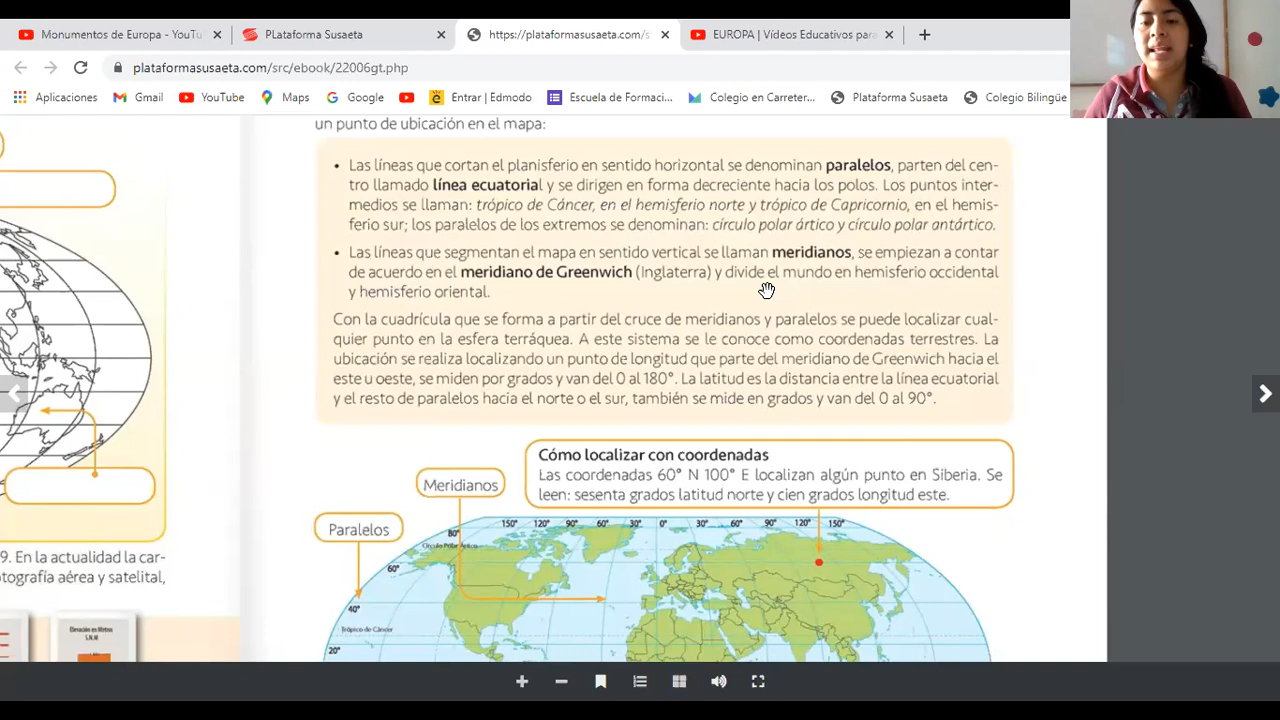 Monumentos de Europa - YouTu
PLataforma Susaeta
https://plataformasusaeta.com/s
EUROPA | Vídeos Educativos para
plataformasusaeta.com/src/ebook/22006gt.php
Aplicaciones
Gmail
YouTube
Maps
Google
Entrar | Edmodo
Escuela de Formaci...
Colegio en Carreter...
Plataforma Susaeta
Colegio Bilingüe
un punto de ubicación en el mapa:
• Las líneas que cortan el planisferio en sentido horizontal se denominan paralelos, parten del cen-
tro llamado línea ecuatorial y se dirigen en forma decreciente hacia los polos. Los puntos inter-
medios se llaman: trópico de Cáncer, en el hemisferio norte y trópico de Capricornio, en el hemis-
ferio sur; los paralelos de los extremos se denominan: círculo polar ártico y círculo polar antártico.
• Las líneas que segmentan el mapa en sentido vertical se llaman meridianos, se empiezan a contar
de acuerdo en el meridiano de Greenwich (Inglaterra) y divide el mundo en hemisferio occidental
y hemisferio oriental.
Con la cuadrícula que se forma a partir del cruce de meridianos y paralelos se puede localizar cual-
quier punto en la esfera terráquea. A este sistema se le conoce como coordenadas terrestres. La
ubicación se realiza localizando un punto de longitud que parte del meridiano de Greenwich hacia el
este u oeste, se miden por grados y van del 0 al 180°. La latitud es la distancia entre la línea ecuatorial
y el resto de paralelos hacia el norte o el sur, también se mide en grados y van del 0 al 90°.
Cómo localizar con coordenadas
Las coordenadas 60° N 100° E localizan algún punto en Siberia. Se
leen: sesenta grados latitud norte y cien grados longitud este.
Meridianos
Paralelos
150° 120° 90° 60° 30° 0° 30° 60° 90° 120° 150°
80°
Círculo Polar Ártico
60°
40°
Trópico de Cáncer
20°
9. En la actualidad la car-
tografía aérea y satelital,
Elevación en Metros
S.N.M